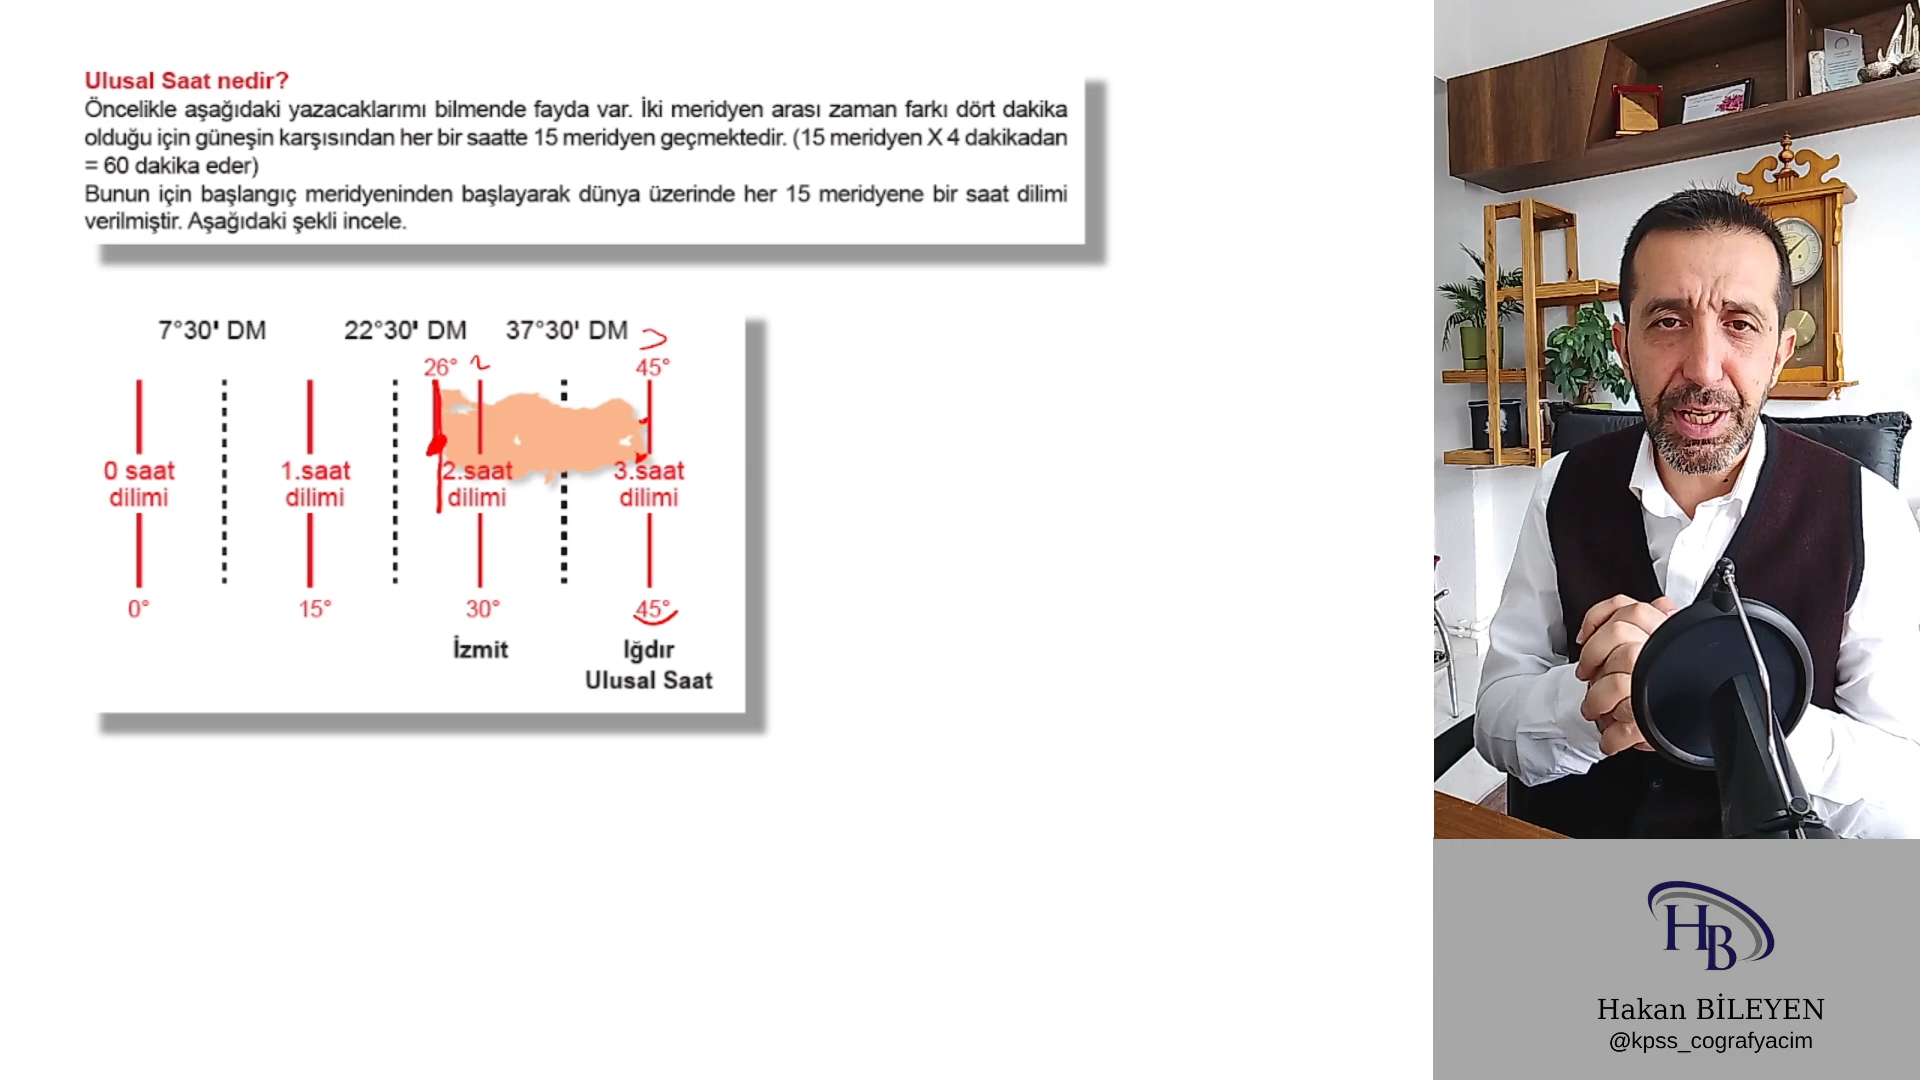 Ulusal Saat nedir?
Öncelikle aşağıdaki yazacaklarımı bilmende fayda var. İki meridyen arası zaman farkı dört dakika
olduğu için güneşin karşısından her bir saatte 15 meridyen geçmektedir. (15 meridyen X 4 dakikadan
= 60 dakika eder)
Bunun için başlangıç meridyeninden başlayarak dünya üzerinde her 15 meridyene bir saat dilimi
verilmiştir. Aşağıdaki şekli incele.
7°30' DM 22°30' DM 37°30' DM
26° 2 45°
0 saat 1.saat 2.saat 3.saat
dilimi dilimi dilimi dilimi
0° 15° 30° 45°
İzmit Iğdır
Ulusal Saat
HB
Hakan BİLEYEN
@kpss_cografyacim